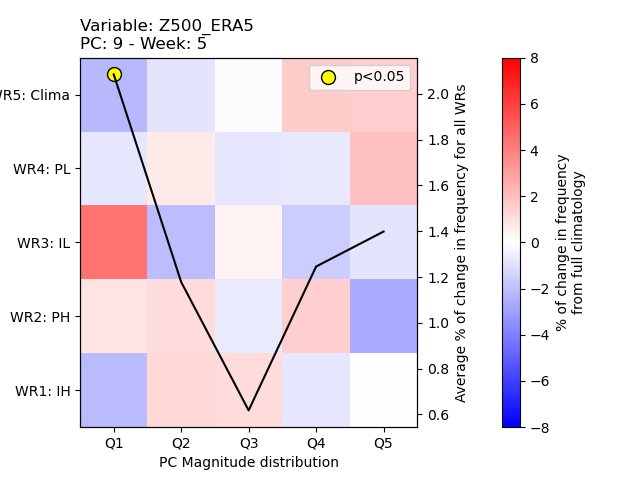 Variable: Z500_ERA5
PC: 9 - Week: 5
WR5: Clima
WR4: PL
WR3: IL
WR2: PH
WR1: IH
Q1 Q2 Q3 Q4 Q5
PC Magnitude distribution
p<0.05
2.0
1.8
1.6
1.4
1.2
1.0
0.8
0.6
Average % of change in frequency for all WRs
8
6
4
2
0
−2
−4
−6
−8
% of change in frequency
from full climatology